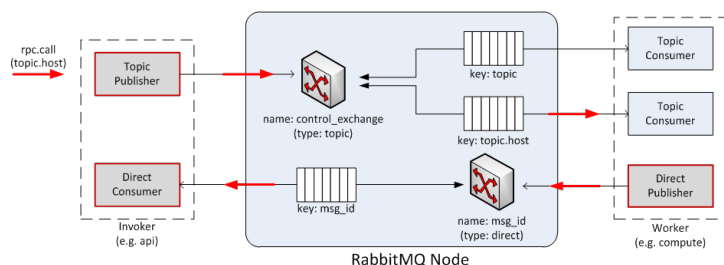 rpc.call
(topic.host)
Topic
Publisher
name: control_exchange
(type: topic)
key: topic
key: topic.host
Topic
Consumer
Topic
Consumer
Direct
Consumer
key: msg_id
name: msg_id
(type: direct)
Direct
Publisher
Invoker
(e.g. api)
Worker
(e.g. compute)
RabbitMQ Node